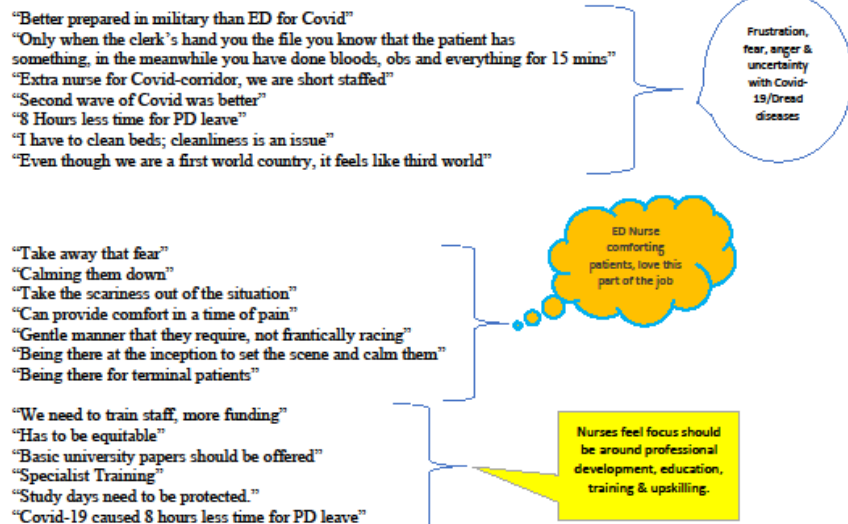 “Better prepared in military than ED for Covid”
“Only when the clerk’s hand you the file you know that the patient has
something, in the meanwhile you have done bloods, obs and everything for 15 mins”
“Extra nurse for Covid-corridor, we are short staffed”
“Second wave of Covid was better”
“8 Hours less time for PD leave”
“I have to clean beds; cleanliness is an issue”
“Even though we are a first world country, it feels like third world”
Frustration,
fear, anger &
uncertainty
with Covid-
19/Dread
diseases
“Take away that fear”
“Calming them down”
“Take the scariness out of the situation”
“Can provide comfort in a time of pain”
“Gentle manner that they require, not frantically racing”
“Being there at the inception to set the scene and calm them”
“Being there for terminal patients”
ED Nurse
comforting
patients, love this
part of the job
“We need to train staff, more funding”
“Has to be equitable”
“Basic university papers should be offered”
“Specialist Training”
“Study days need to be protected.”
“Covid-19 caused 8 hours less time for PD leave”
Nurses feel focus should
be around professional
development, education,
training & upskilling.